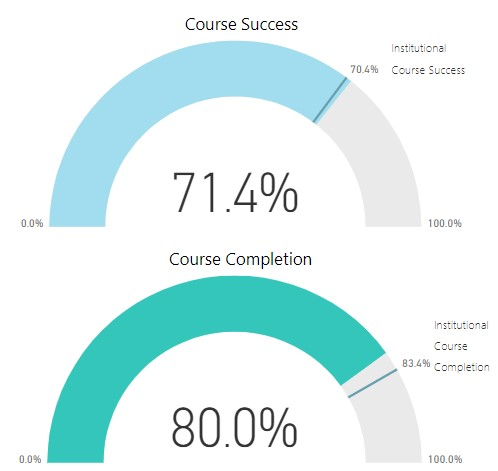 Course Success
Institutional
70.4%
Course Success
71.4%
0.0%
100.0%
Course Completion
Institutional
Course
83.4%
Completion
80.0%
0.0%
100.0%